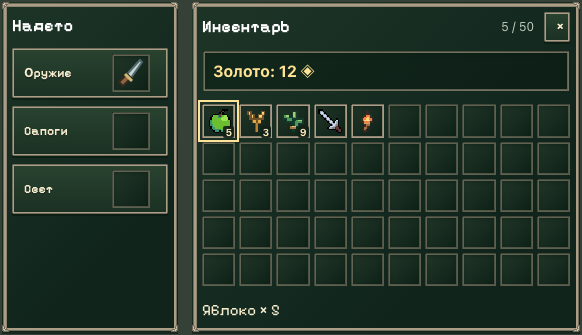 Надето
Оружие
Сапоги
Свет
Инвентарь
5 / 50
×
Золото: 12
5
3
9
Яблоко × 5